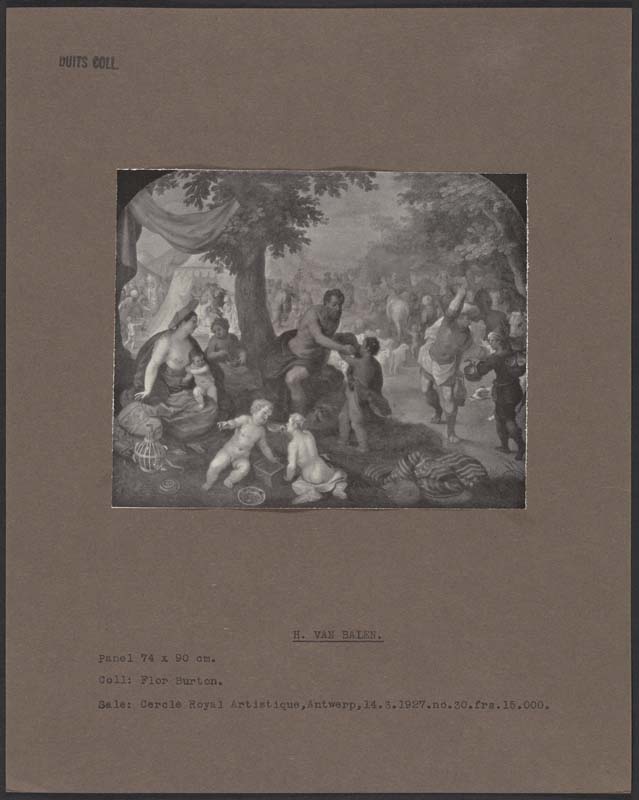 DUITS COLL.
H. VAN BALEN.
Panel 74 x 90 cm.
Coll: Flor Burton.
Sale: Cercle Royal Artistique,Antwerp,14.3.1927.no.30.frs.15.000.